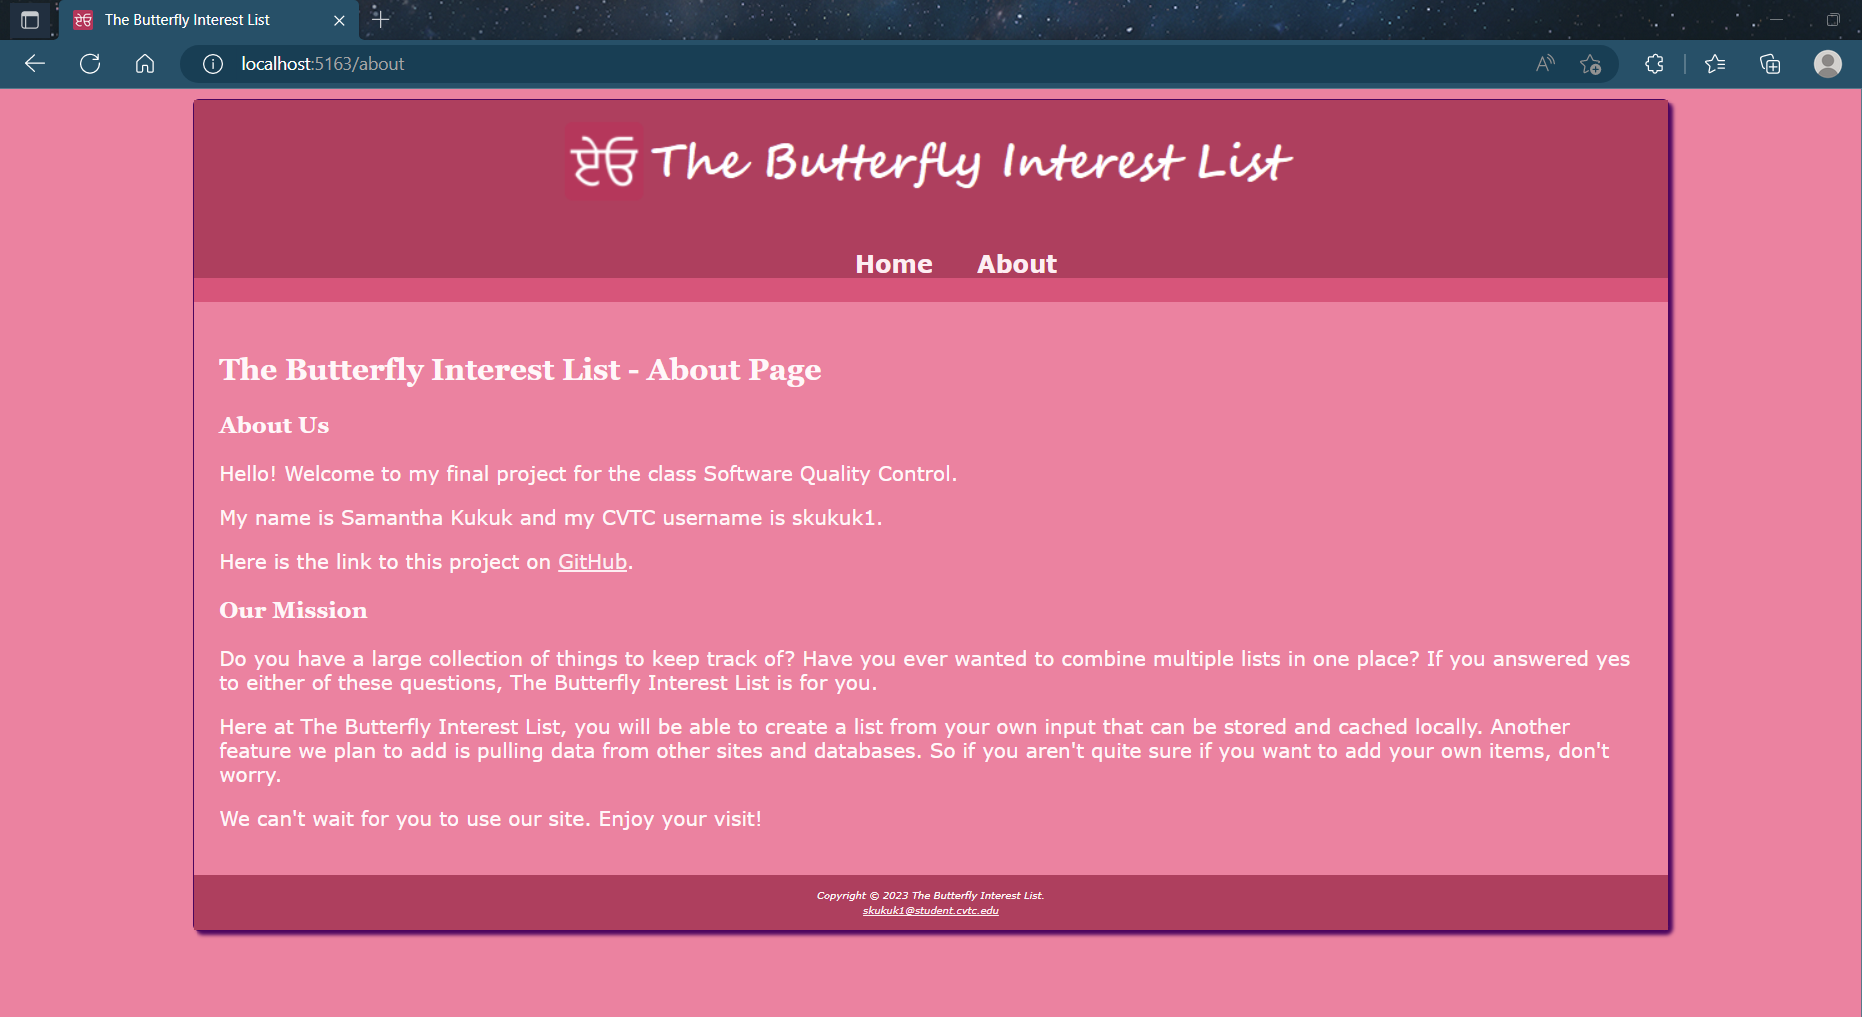 The Butterfly Interest List
localhost:5163/about
ਏਓ The Butterfly Interest List
Home About
The Butterfly Interest List - About Page
About Us
Hello! Welcome to my final project for the class Software Quality Control.
My name is Samantha Kukuk and my CVTC username is skukuk1.
Here is the link to this project on GitHub.
Our Mission
Do you have a large collection of things to keep track of? Have you ever wanted to combine multiple lists in one place? If you answered yes
to either of these questions, The Butterfly Interest List is for you.
Here at The Butterfly Interest List, you will be able to create a list from your own input that can be stored and cached locally. Another
feature we plan to add is pulling data from other sites and databases. So if you aren't quite sure if you want to add your own items, don't
worry.
We can't wait for you to use our site. Enjoy your visit!
Copyright © 2023 The Butterfly Interest List.
skukuk1@student.cvtc.edu